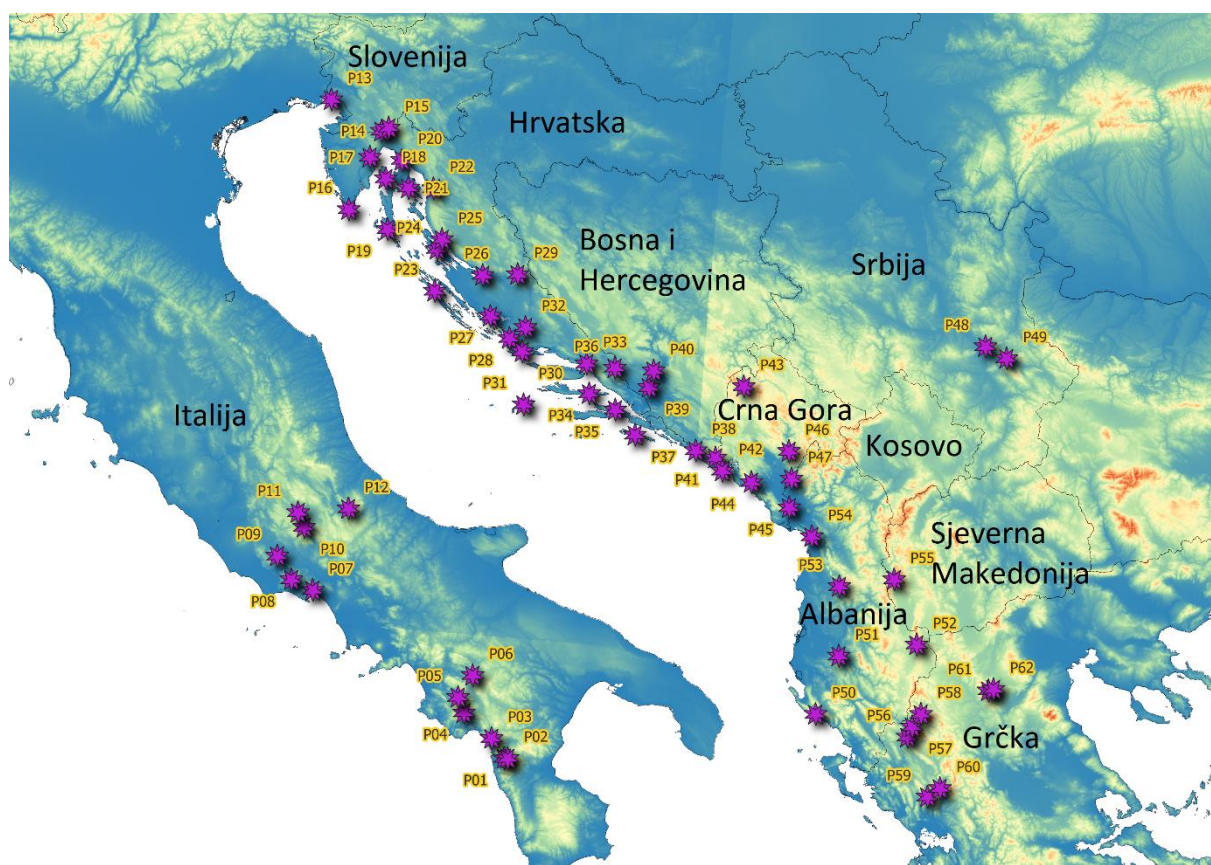 Slovenija
P13
P15
P14
P20
Hrvatska
P17
P18
P22
P16
P21
P24
P25
P19
P26
P29
Bosna i
Hercegovina
Srbija
P23
P32
P27
P48
P49
P28
P36
P33
P40
P43
P30
P31
Italija
P34
P39
Crna Gora
P35
P38
P46
P37
P42
P47
Kosovo
P41
P11
P12
P44
P45
P54
P09
P10
P53
P55
Sjeverna
Makedonija
P07
P08
Albanija
P51
P52
P06
P61
P62
P05
P50
P58
P03
P56
P04
P02
P57
Grčka
P01
P59
P60